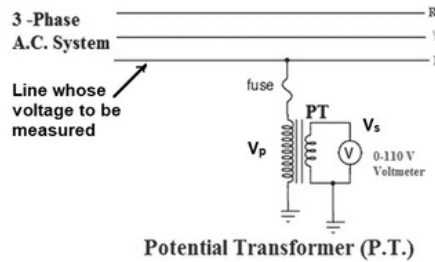 3 -Phase
A.C. System
R
Line whose
voltage to be
measured
fuse
PT
Vp
Vs
V
0-110 V
Voltmeter
Potential Transformer (P.T.)